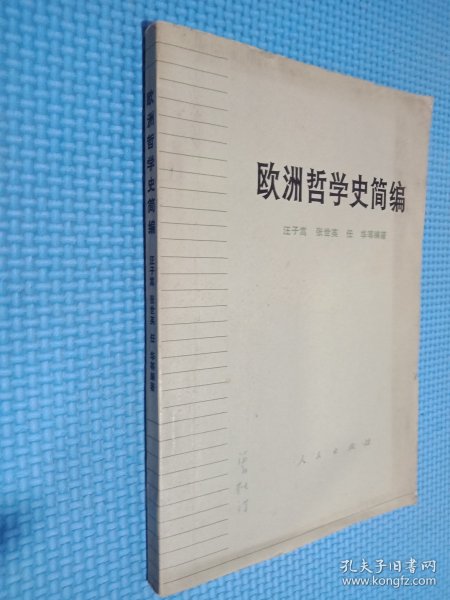 欧洲哲学史简编
汪子嵩 张世英 任 华等编著
欧洲哲学史简编
汪子嵩 张世英 任 华等编著
人民出版社
孔夫子旧书网
www.kongfz.com